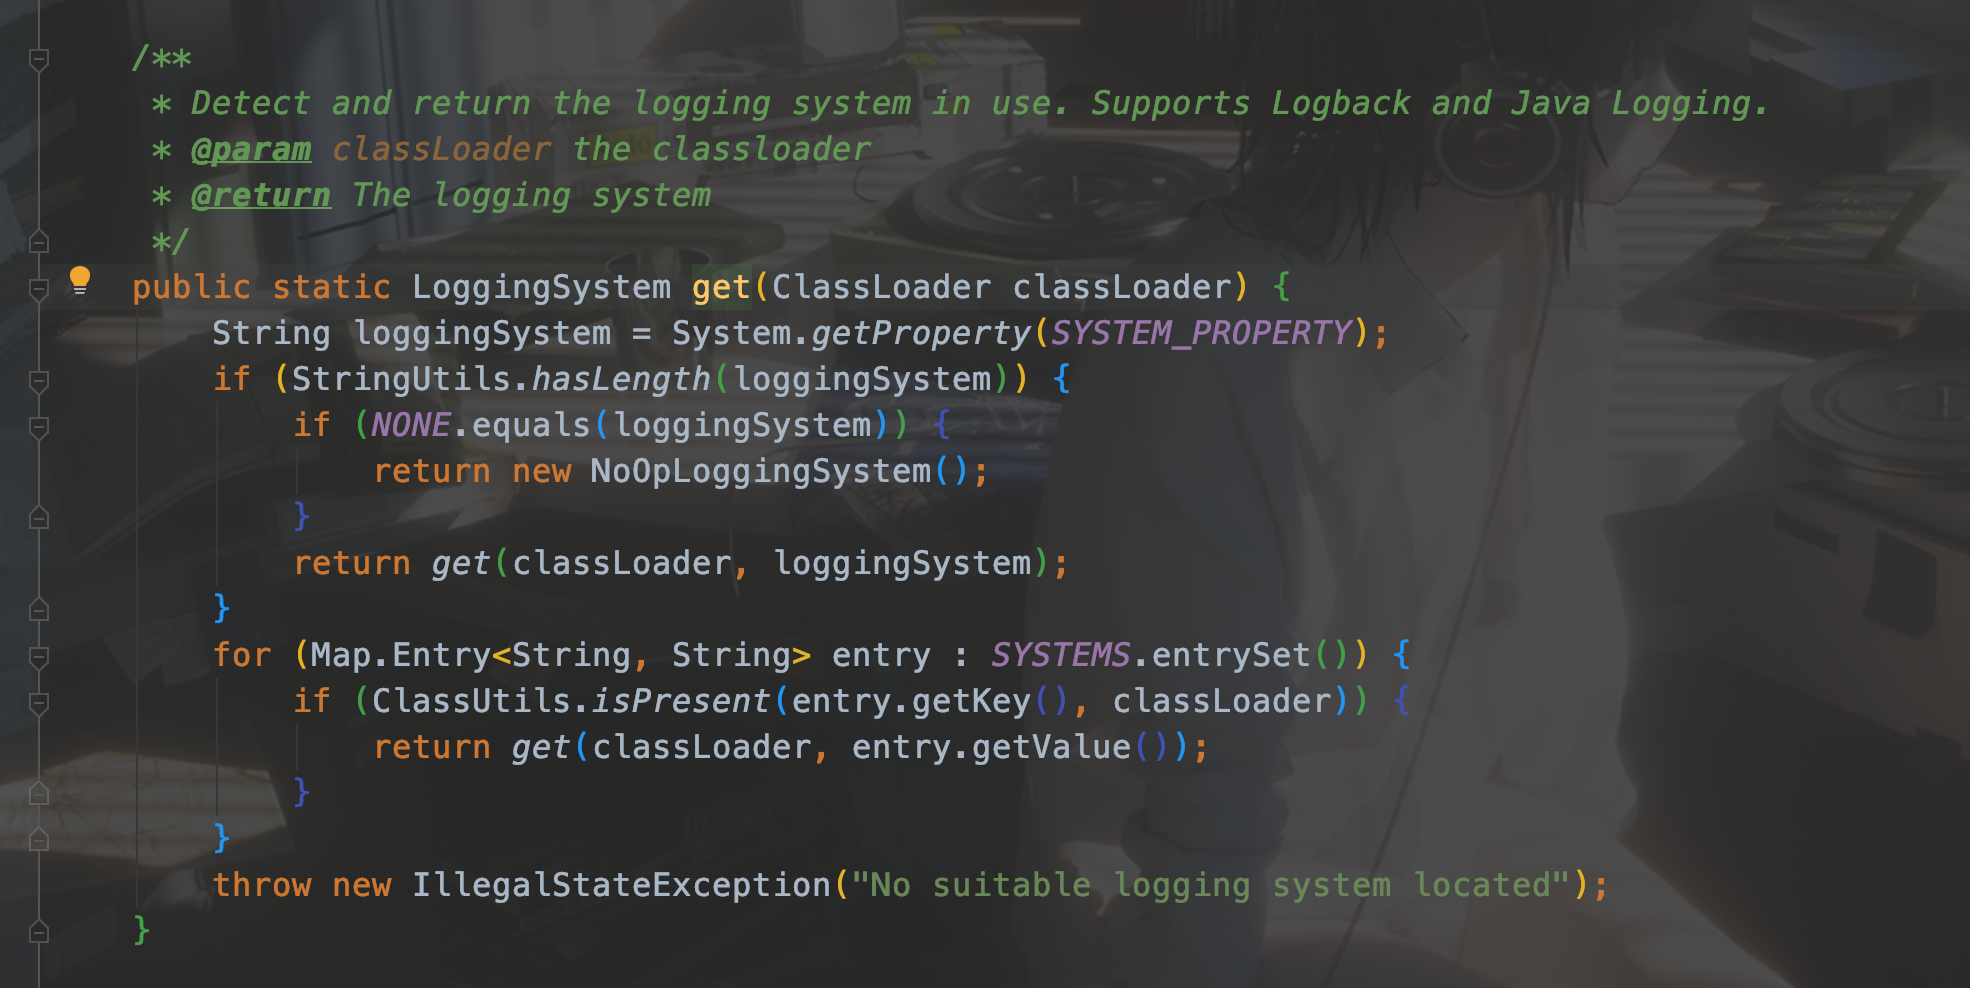 /**
 * Detect and return the logging system in use. Supports Logback and Java Logging.
 * @param classLoader the classloader
 * @return The logging system
 */
public static LoggingSystem get(ClassLoader classLoader) {
    String loggingSystem = System.getProperty(SYSTEM_PROPERTY);
    if (StringUtils.hasLength(loggingSystem)) {
        if (NONE.equals(loggingSystem)) {
            return new NoOpLoggingSystem();
        }
        return get(classLoader, loggingSystem);
    }
    for (Map.Entry<String, String> entry : SYSTEMS.entrySet()) {
        if (ClassUtils.isPresent(entry.getKey(), classLoader)) {
            return get(classLoader, entry.getValue());
        }
    }
    throw new IllegalStateException("No suitable logging system located");
}